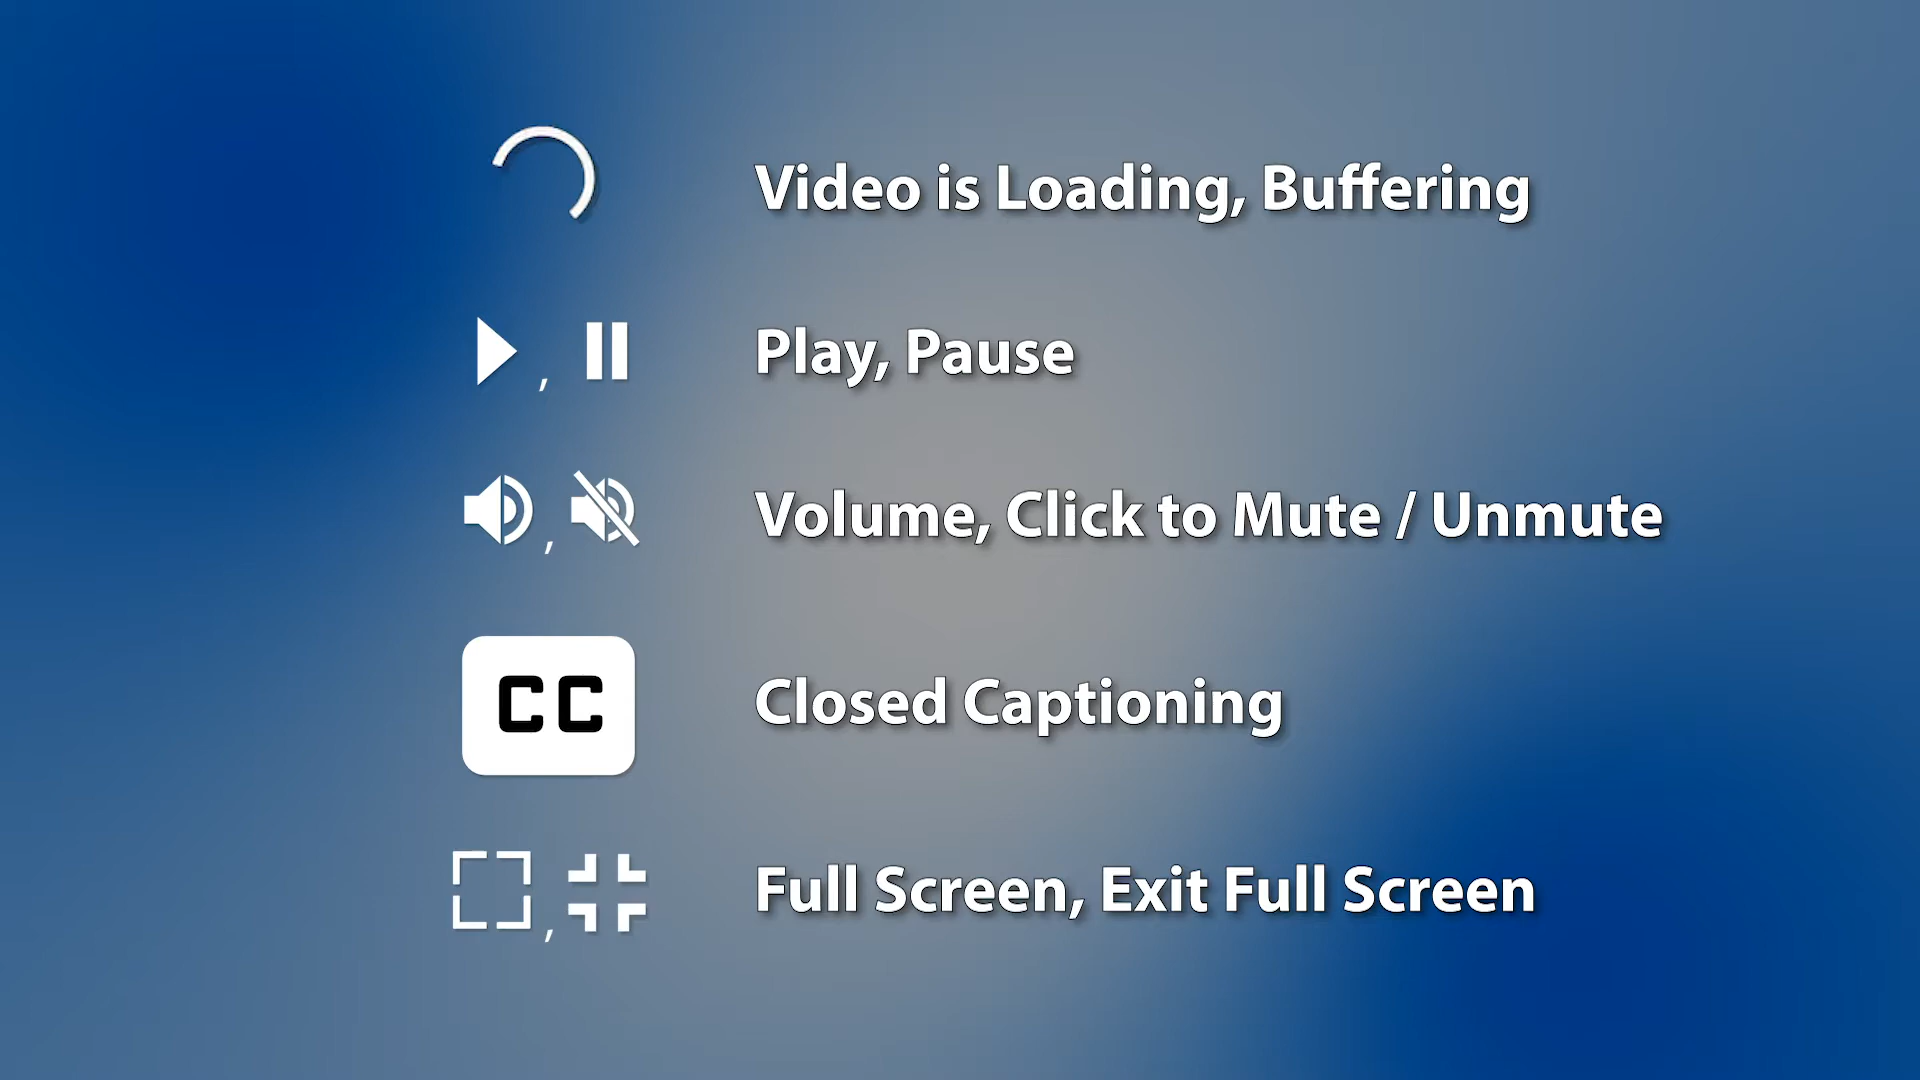 Video is Loading, Buffering
, Play, Pause
, Volume, Click to Mute / Unmute
CC Closed Captioning
, Full Screen, Exit Full Screen